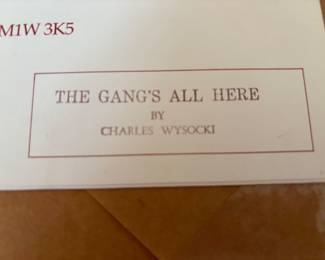 M1W 3K5
THE GANG'S ALL HERE
BY
CHARLES WYSOCKI